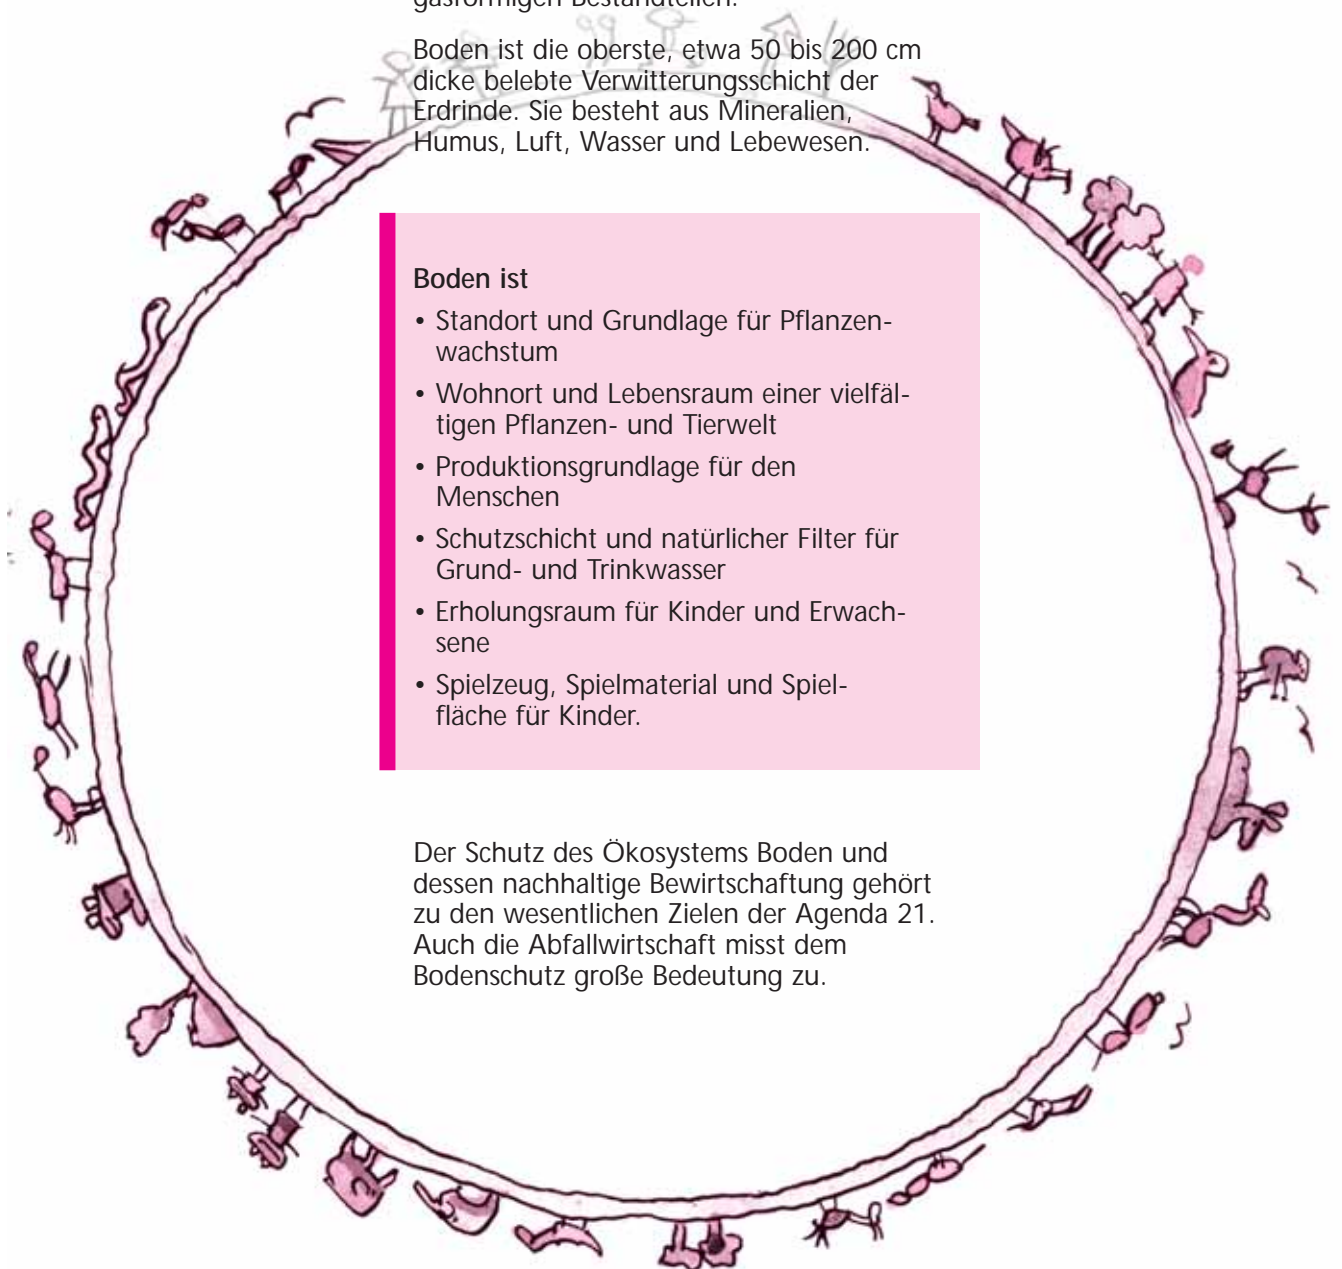 gasförmigen Bestandteilen.
Boden ist die oberste, etwa 50 bis 200 cm
dicke belebte Verwitterungsschicht der
Erdrinde. Sie besteht aus Mineralien,
Humus, Luft, Wasser und Lebewesen.
Boden ist
• Standort und Grundlage für Pflanzen-
wachstum
• Wohnort und Lebensraum einer vielfäl-
tigen Pflanzen- und Tierwelt
• Produktionsgrundlage für den
Menschen
• Schutzschicht und natürlicher Filter für
Grund- und Trinkwasser
• Erholungsraum für Kinder und Erwach-
sene
• Spielzeug, Spielmaterial und Spiel-
fläche für Kinder.
Der Schutz des Ökosystems Boden und
dessen nachhaltige Bewirtschaftung gehört
zu den wesentlichen Zielen der Agenda 21.
Auch die Abfallwirtschaft misst dem
Bodenschutz große Bedeutung zu.